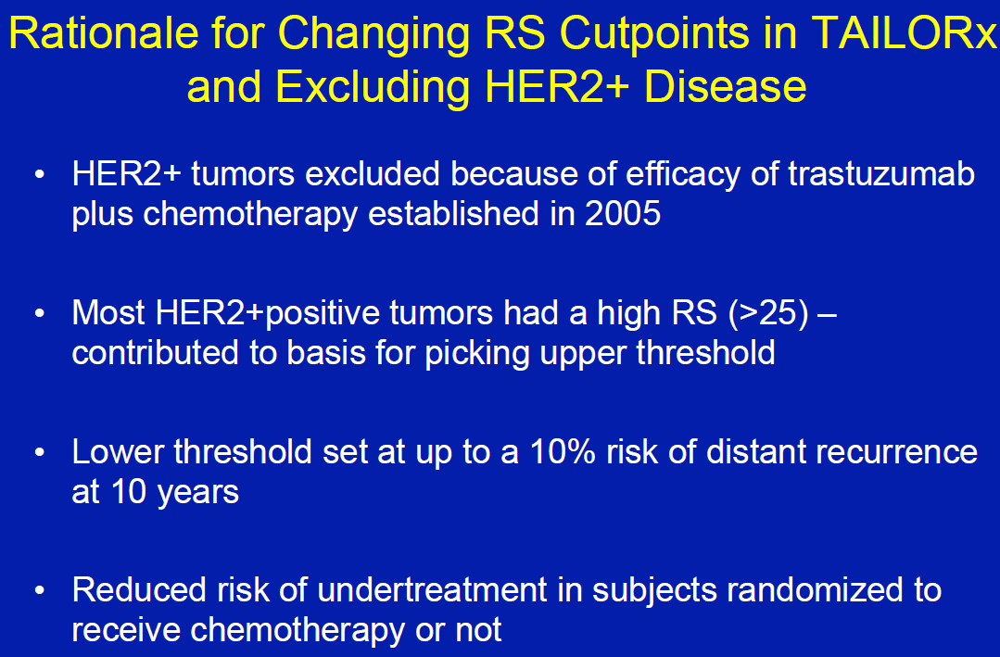 Rationale for Changing RS Cutpoints in TAILORx
and Excluding HER2+ Disease
• HER2+ tumors excluded because of efficacy of trastuzumab
plus chemotherapy established in 2005
• Most HER2+positive tumors had a high RS (>25) –
contributed to basis for picking upper threshold
• Lower threshold set at up to a 10% risk of distant recurrence
at 10 years
• Reduced risk of undertreatment in subjects randomized to
receive chemotherapy or not